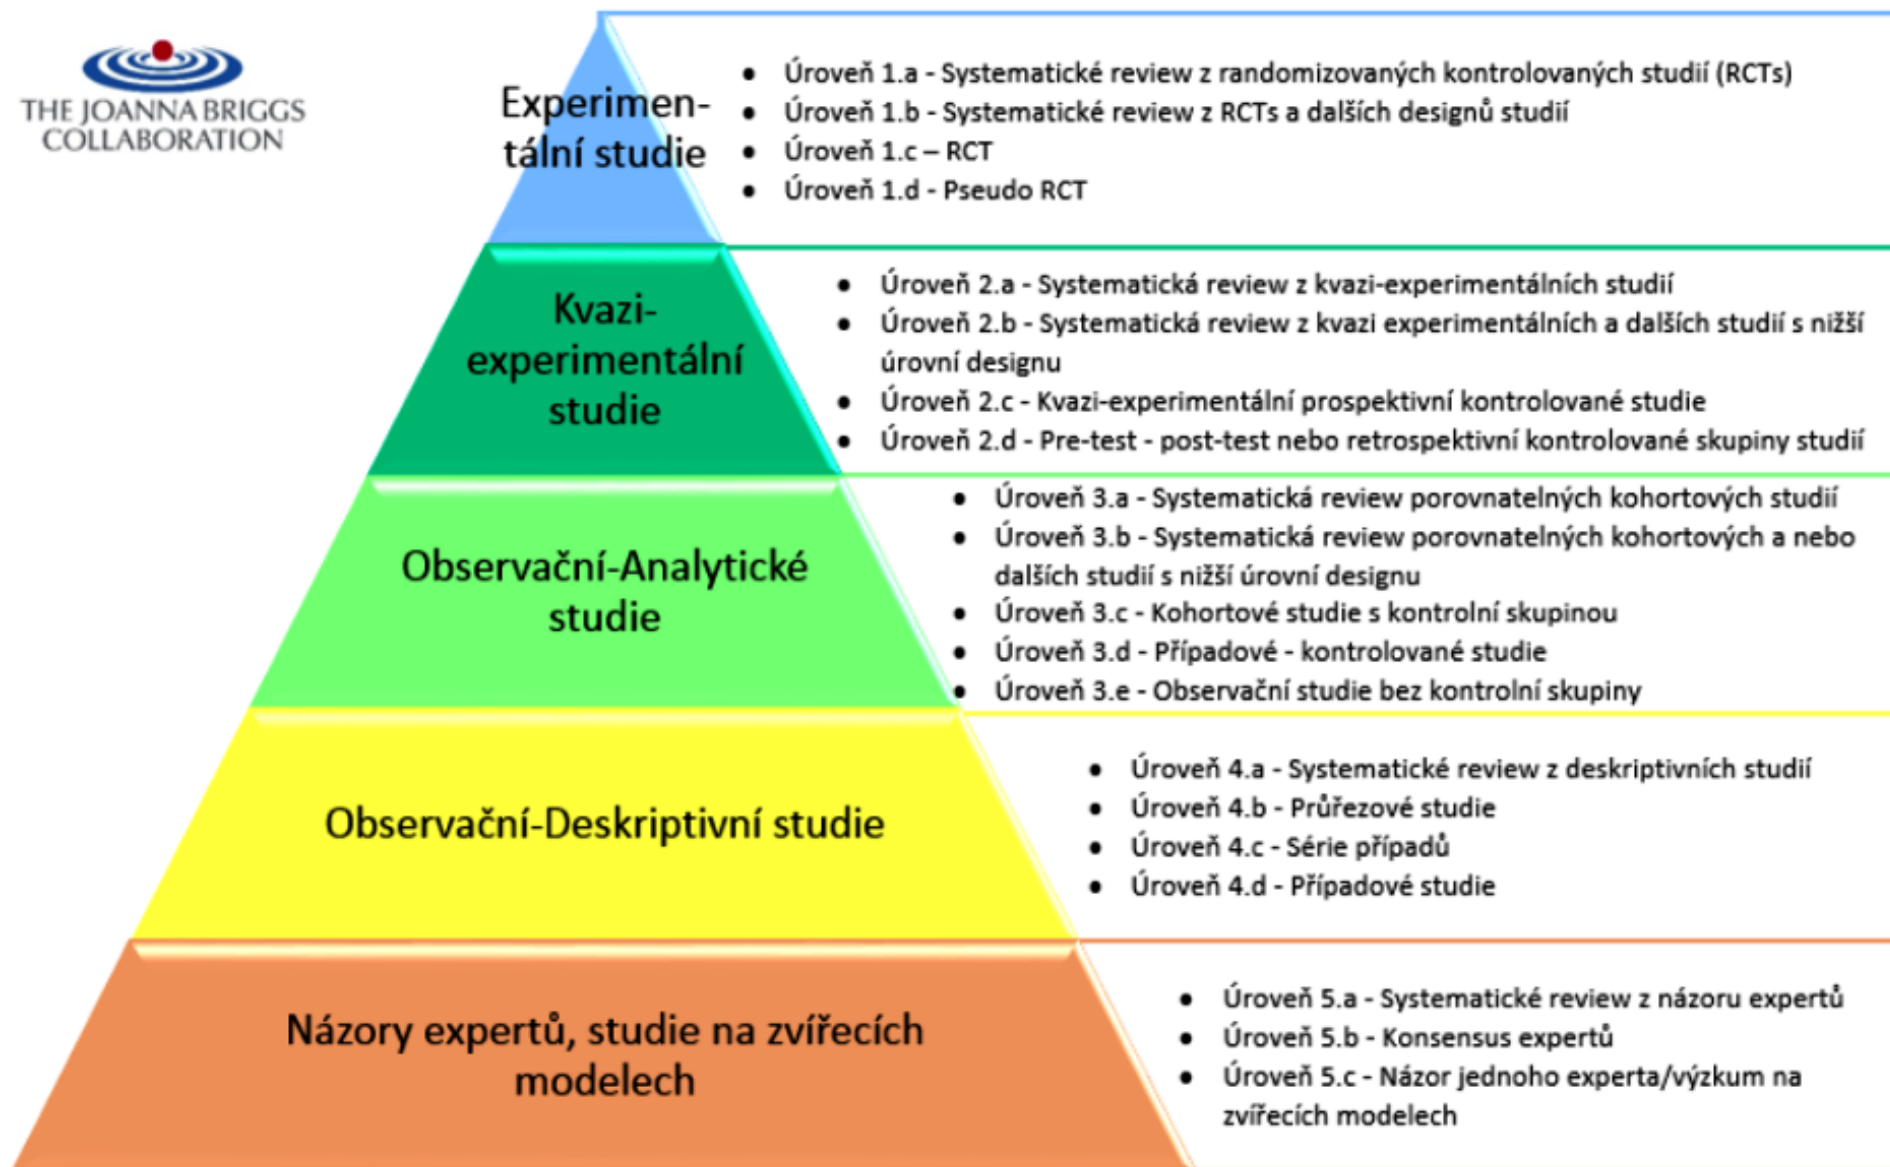 THE JOANNA BRIGGS
COLLABORATION
Experimen-
tální studie
• Úroveň 1.a - Systematické review z randomizovaných kontrolovaných studií (RCTs)
• Úroveň 1.b - Systematické review z RCTs a dalších designů studií
• Úroveň 1.c – RCT
• Úroveň 1.d - Pseudo RCT
Kvazi-
experimentální
studie
• Úroveň 2.a - Systematická review z kvazi-experimentálních studií
• Úroveň 2.b - Systematická review z kvazi experimentálních a dalších studií s nižší
úrovní designu
• Úroveň 2.c - Kvazi-experimentální prospektivní kontrolované studie
• Úroveň 2.d - Pre-test - post-test nebo retrospektivní kontrolované skupiny studií
Observační-Analytické
studie
• Úroveň 3.a - Systematická review porovnatelných kohortových studií
• Úroveň 3.b - Systematická review porovnatelných kohortových a nebo
dalších studií s nižší úrovní designu
• Úroveň 3.c - Kohortové studie s kontrolní skupinou
• Úroveň 3.d - Případové - kontrolované studie
• Úroveň 3.e - Observační studie bez kontrolní skupiny
Observační-Deskriptivní studie
• Úroveň 4.a - Systematické review z deskriptivních studií
• Úroveň 4.b - Průřezové studie
• Úroveň 4.c - Série případů
• Úroveň 4.d - Případové studie
Názory expertů, studie na zvířecích
modelech
• Úroveň 5.a - Systematické review z názoru expertů
• Úroveň 5.b - Konsensus expertů
• Úroveň 5.c - Názor jednoho experta/výzkum na
zvířecích modelech